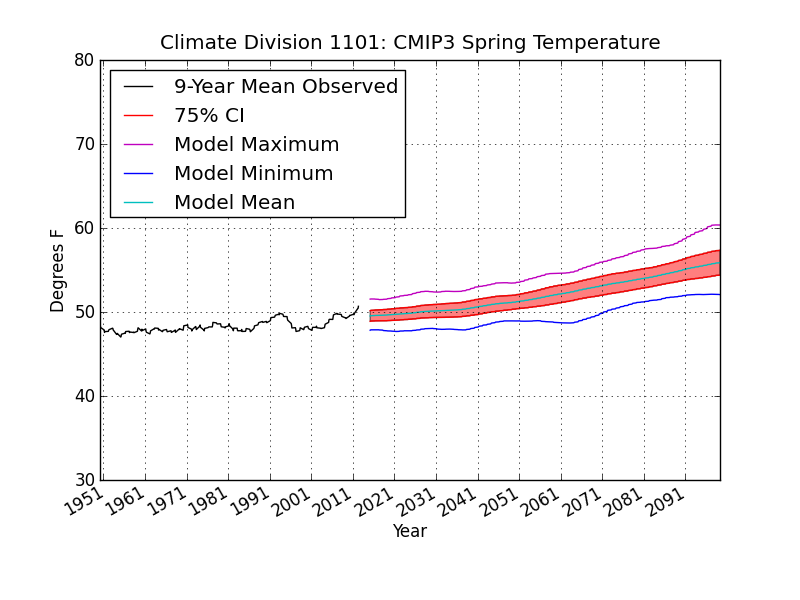 Climate Division 1101: CMIP3 Spring Temperature
80
70
60
50
40
30
Degrees F
9-Year Mean Observed
75% CI
Model Maximum
Model Minimum
Model Mean
1951
1961
1971
1981
1991
2001
2011
2021
2031
2041
2051
2061
2071
2081
2091
Year